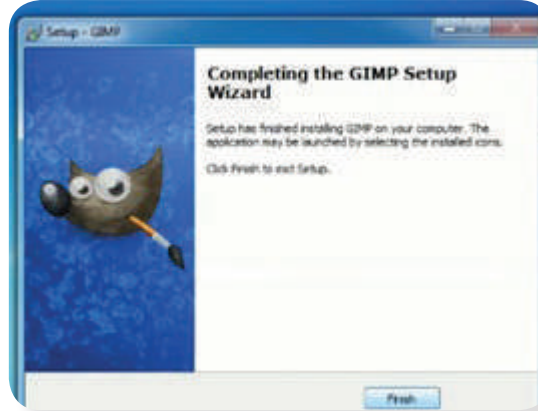 Setup - GIMP
Completing the GIMP Setup
Wizard
Setup has finished installing GIMP on your computer. The
application may be launched by selecting the installed icons.
Click Finish to exit Setup.
Finish